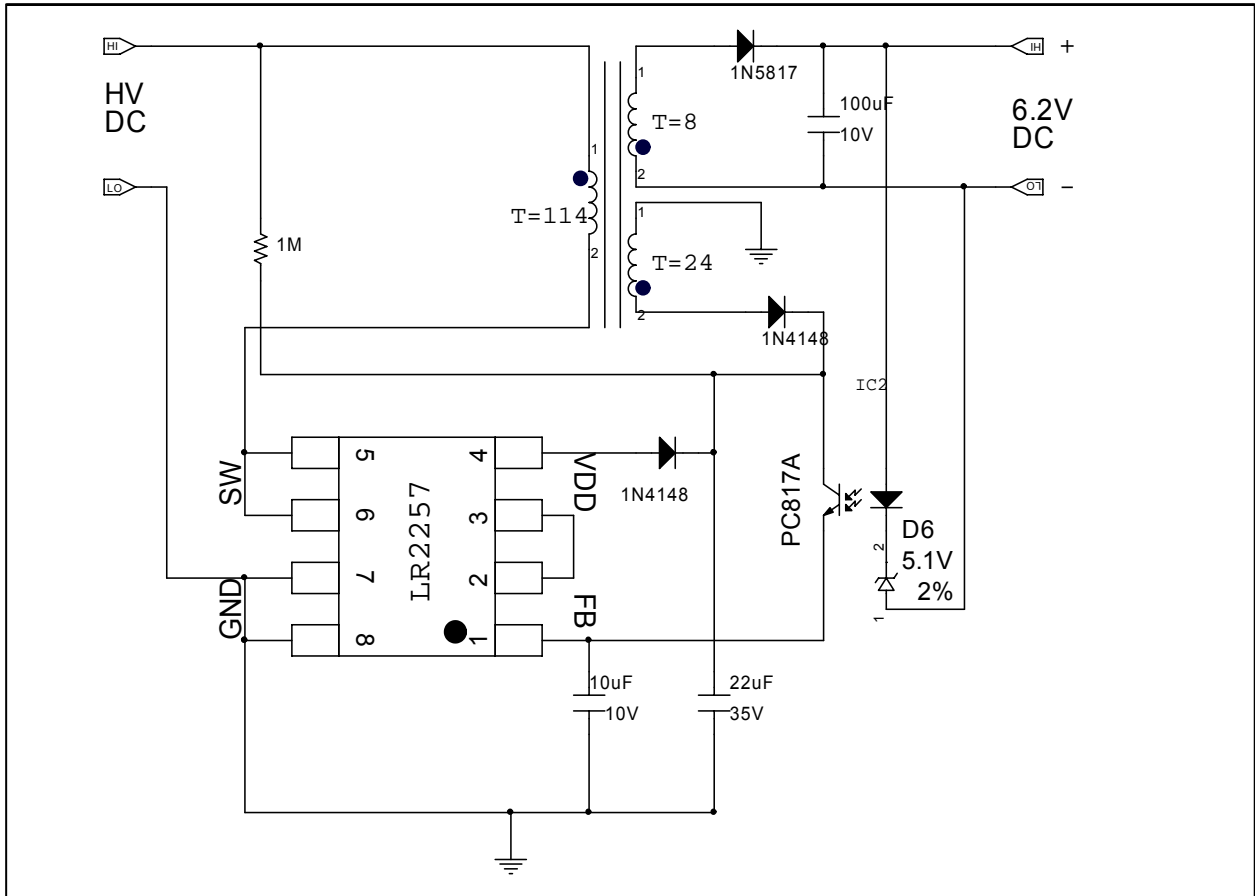 HI
HV
DC
LO
1M
T=114
1
2
1
T=8
2
1
T=24
2
1N5817
100uF
10V
HI +
6.2V
DC
LO -
1N4148
IC2
SW
GND
5
6
7
8
LR2257
4
3
2
1
VDD
FB
1N4148
PC817A
D6
5.1V
2%
2
1
10uF
10V
22uF
35V